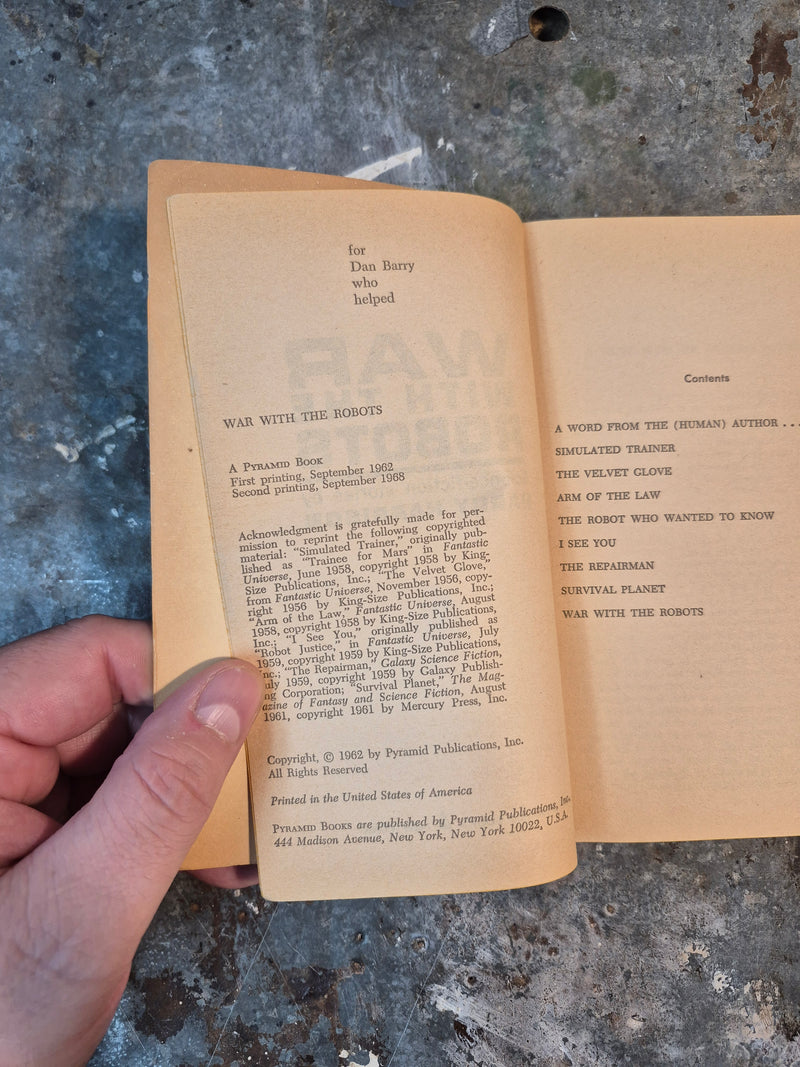 for
Dan Barry
who
helped
WAR WITH THE ROBOTS
A PYRAMID BOOK
First printing, September 1962
Second printing, September 1968
Acknowledgment is gratefully made for per-
mission to reprint the following copyrighted
material: "Simulated Trainer," originally pub-
lished as "Trainee for Mars" in Fantastic
Universe, June 1958, copyright 1958 by King-
Size Publications, Inc.; "The Velvet Glove,"
from Fantastic Universe, November 1956, copy-
right 1956 by King-Size Publications, Inc.;
"Arm of the Law," Fantastic Universe, August
1958, copyright 1958 by King-Size Publications,
Inc.; "I See You," originally published as
"Robot Justice," in Fantastic Universe, July
1959, copyright 1959 by King-Size Publications,
Inc.; "The Repairman," Galaxy Science Fiction,
July 1959, copyright 1959 by Galaxy Publish-
ing Corporation; "Survival Planet," The Mag-
azine of Fantasy and Science Fiction, August
1961, copyright 1961 by Mercury Press, Inc.
Copyright, © 1962 by Pyramid Publications, Inc.
All Rights Reserved
Printed in the United States of America
PYRAMID BOOKS are published by Pyramid Publications, Inc.
444 Madison Avenue, New York, New York 10022, U.S.A.
Contents
A WORD FROM THE (HUMAN) AUTHOR ...
SIMULATED TRAINER
THE VELVET GLOVE
ARM OF THE LAW
THE ROBOT WHO WANTED TO KNOW
I SEE YOU
THE REPAIRMAN
SURVIVAL PLANET
WAR WITH THE ROBOTS